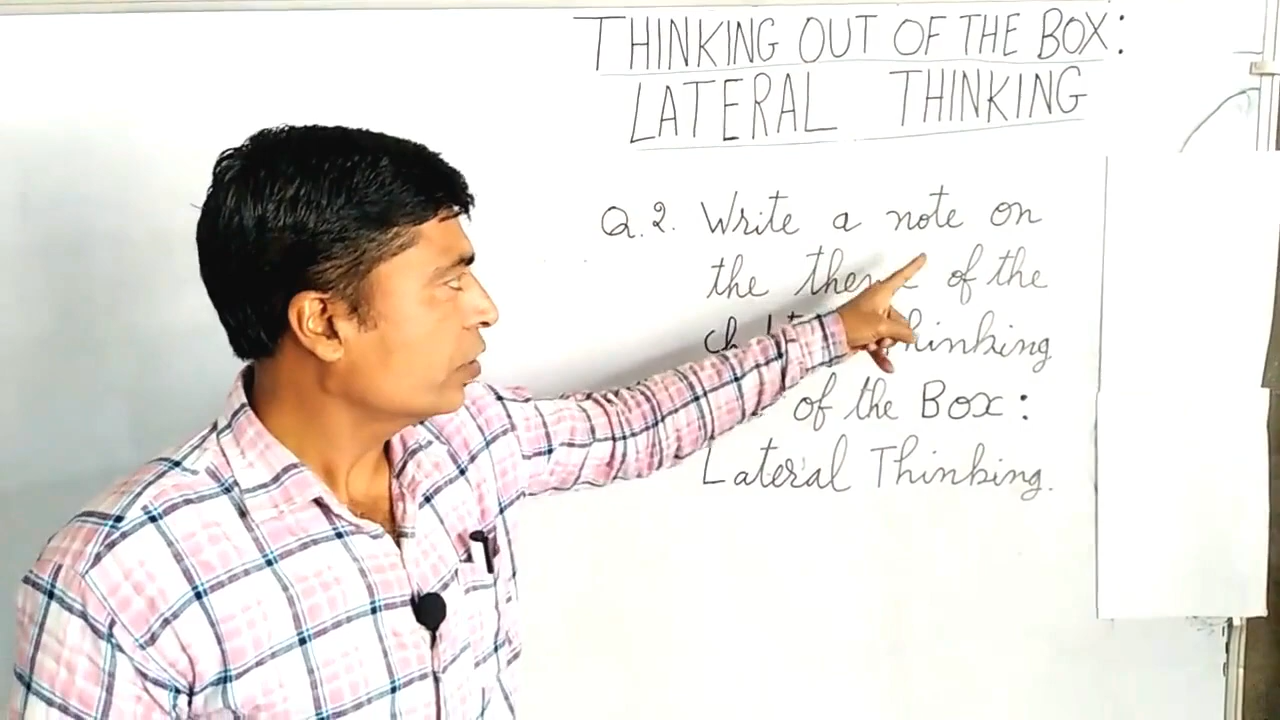 THINKING OUT OF THE BOX:
LATERAL THINKING
Q.2. Write a note on
the theme of the
Thinking
of the Box:
Lateral Thinking.